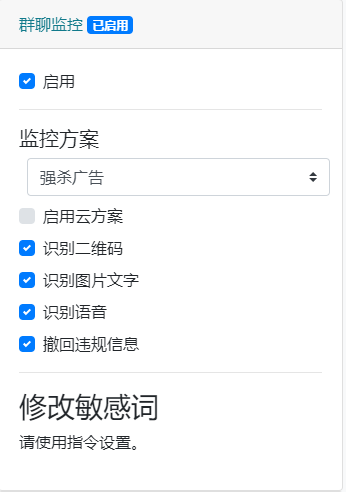 群聊监控 已启用
启用
监控方案
强杀广告
启用云方案
识别二维码
识别图片文字
识别语音
撤回违规信息
修改敏感词
请使用指令设置。